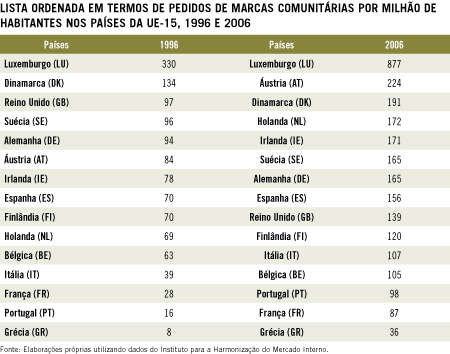 LISTA ORDENADA EM TERMOS DE PEDIDOS DE MARCAS COMUNITÁRIAS POR MILHÃO DE
HABITANTES NOS PAÍSES DA UE-15, 1996 E 2006
Países 1996 Países 2006
Luxemburgo (LU) 330 Luxemburgo (LU) 877
Dinamarca (DK) 134 Áustria (AT) 224
Reino Unido (GB) 97 Dinamarca (DK) 191
Suécia (SE) 96 Holanda (NL) 172
Alemanha (DE) 94 Irlanda (IE) 171
Áustria (AT) 84 Suécia (SE) 165
Irlanda (IE) 78 Alemanha (DE) 165
Espanha (ES) 70 Espanha (ES) 156
Finlândia (FI) 70 Reino Unido (GB) 139
Holanda (NL) 69 Finlândia (FI) 120
Bélgica (BE) 63 Itália (IT) 107
Itália (IT) 39 Bélgica (BE) 105
França (FR) 28 Portugal (PT) 98
Portugal (PT) 16 França (FR) 87
Grécia (GR) 8 Grécia (GR) 36
Fonte: Elaborações próprias utilizando dados do Instituto para a Harmonização do Mercado Interno.